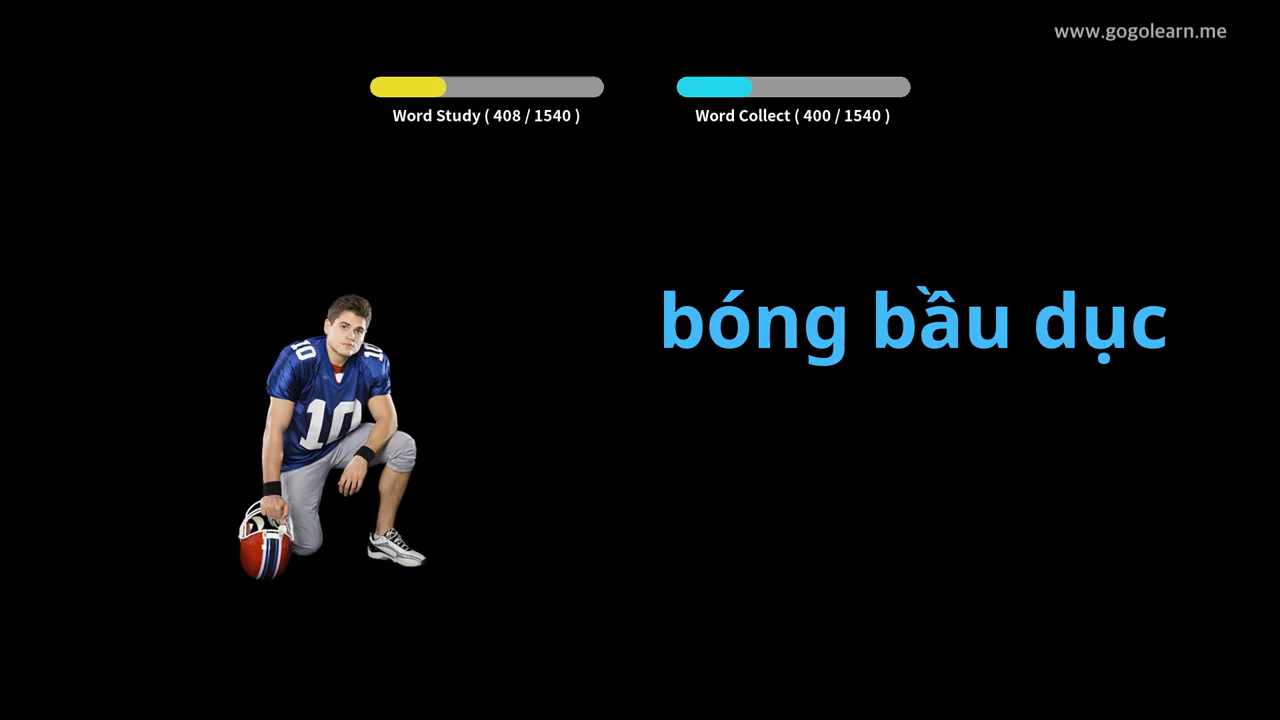 www.gogolearn.me
Word Study ( 408 / 1540 )
Word Collect ( 400 / 1540 )
bóng bầu dục
10
10
10